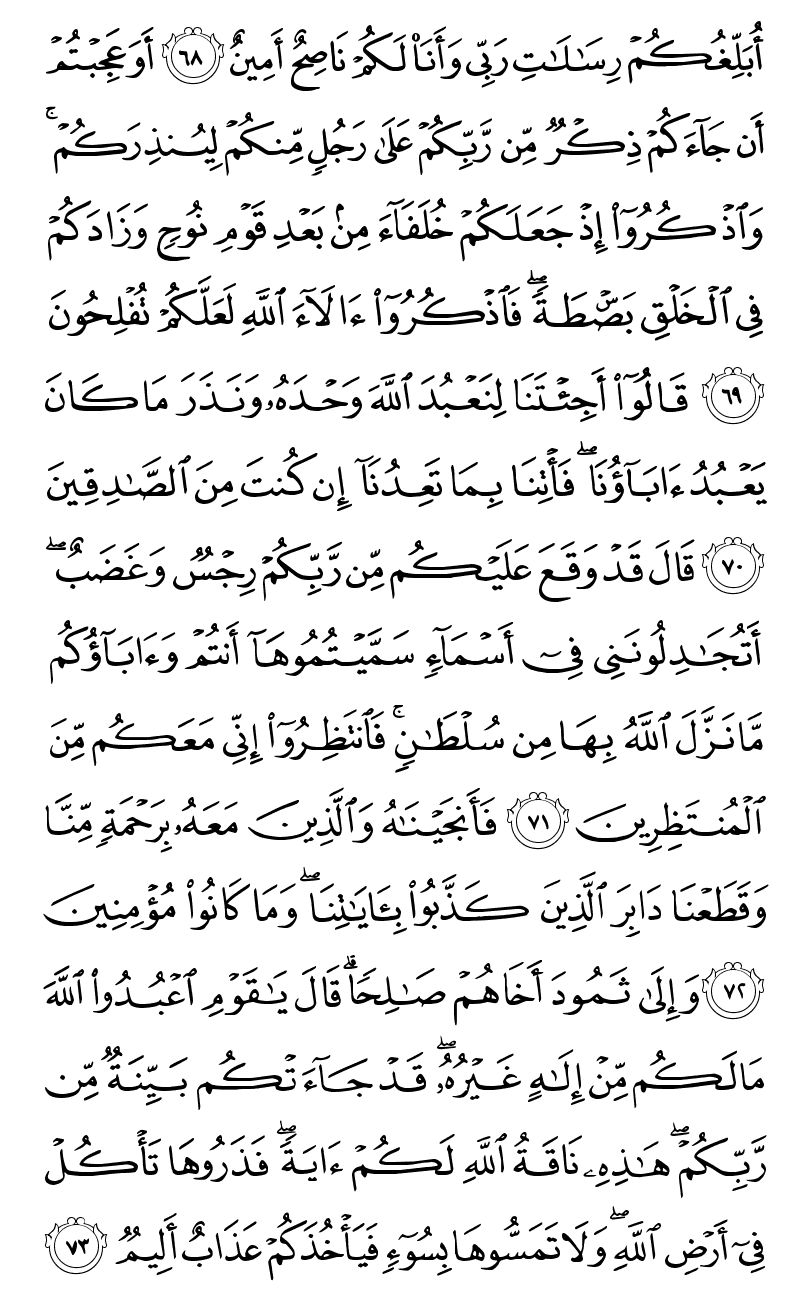 أُبَلِّغُكُمْ رِسَٰلَٰتِ رَبِّى وَأَنَا۠ لَكُمْ نَاصِحٌ أَمِينٌ ٦٨ أَوَعَجِبْتُمْ
أَن جَآءَكُمْ ذِكْرٌ مِّن رَّبِّكُمْ عَلَىٰ رَجُلٍ مِّنكُمْ لِيُنذِرَكُمْ ۚ
وَٱذْكُرُوٓا۟ إِذْ جَعَلَكُمْ خُلَفَآءَ مِنۢ بَعْدِ قَوْمِ نُوحٍ وَزَادَكُمْ
فِى ٱلْخَلْقِ بَصْۜطَةً ۖ فَٱذْكُرُوٓا۟ ءَالَآءَ ٱللَّهِ لَعَلَّكُمْ تُفْلِحُونَ
٦٩ قَالُوٓا۟ أَجِئْتَنَا لِنَعْبُدَ ٱللَّهَ وَحْدَهُۥ وَنَذَرَ مَا كَانَ
يَعْبُدُ ءَابَآؤُنَا ۖ فَأْتِنَا بِمَا تَعِدُنَآ إِن كُنتَ مِنَ ٱلصَّٰدِقِينَ
٧٠ قَالَ قَدْ وَقَعَ عَلَيْكُم مِّن رَّبِّكُمْ رِجْسٌ وَغَضَبٌ ۖ
أَتُجَٰدِلُونَنِى فِىٓ أَسْمَآءٍ سَمَّيْتُمُوهَآ أَنتُمْ وَءَابَآؤُكُم
مَّا نَزَّلَ ٱللَّهُ بِهَا مِن سُلْطَٰنٍ ۚ فَٱنتَظِرُوٓا۟ إِنِّى مَعَكُم مِّنَ
ٱلْمُنتَظِرِينَ ٧١ فَأَنجَيْنَٰهُ وَٱلَّذِينَ مَعَهُۥ بِرَحْمَةٍ مِّنَّا
وَقَطَعْنَا دَابِرَ ٱلَّذِينَ كَذَّبُوا۟ بِـَٔايَٰتِنَا ۖ وَمَا كَانُوا۟ مُؤْمِنِينَ
٧٢ وَإِلَىٰ ثَمُودَ أَخَاهُمْ صَٰلِحًا ۗ قَالَ يَٰقَوْمِ ٱعْبُدُوا۟ ٱللَّهَ
مَا لَكُم مِّنْ إِلَٰهٍ غَيْرُهُۥ ۖ قَدْ جَآءَتْكُم بَيِّنَةٌ مِّن
رَّبِّكُمْ ۖ هَٰذِهِۦ نَاقَةُ ٱللَّهِ لَكُمْ ءَايَةً ۖ فَذَرُوهَا تَأْكُلْ
فِىٓ أَرْضِ ٱللَّهِ ۖ وَلَا تَمَسُّوهَا بِسُوٓءٍ فَيَأْخُذَكُمْ عَذَابٌ أَلِيمٌ ٧٣